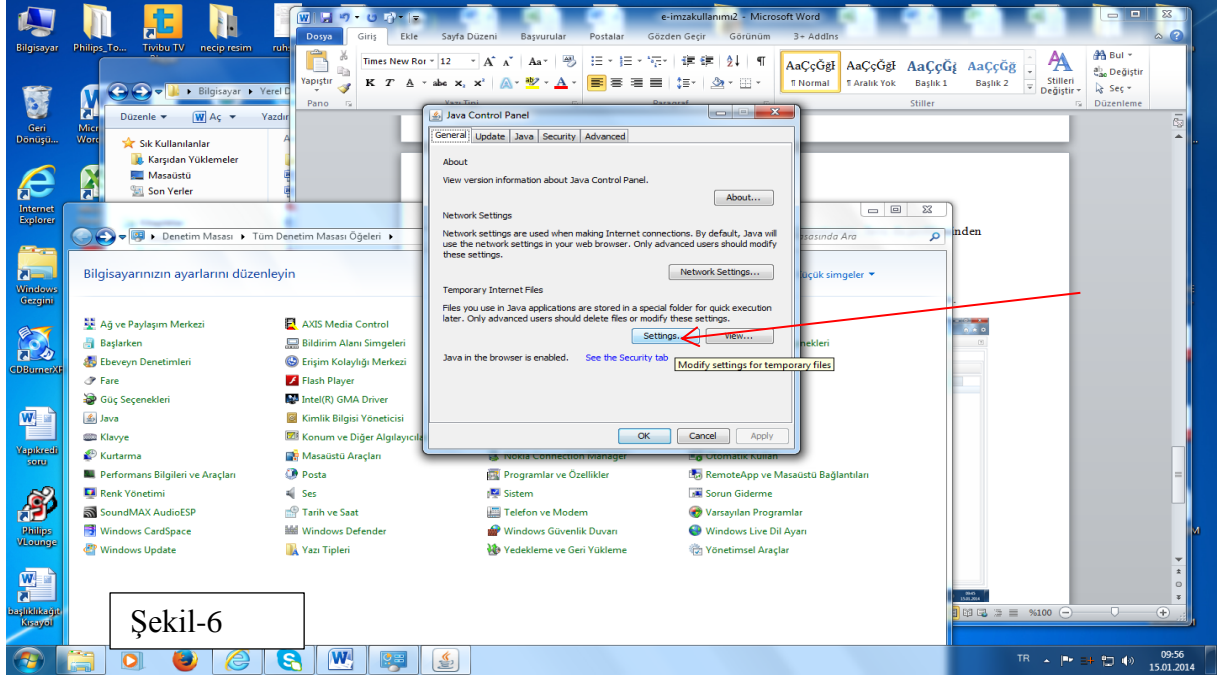 e-imzakullanımı2 - Microsoft Word
Dosya Giriş Ekle Sayfa Düzeni Başvurular Postalar Gözden Geçir Görünüm 3+ AddIns
Times New Ror 12
Yapıştır
Pano
Yazı Tipi
Paragraf
AaÇçĞğI AaÇçĞğI AaÇçĞğ AaÇçĞğ
¶ Normal ¶ Aralık Yok Başlık 1 Başlık 2
Stiller
Stilleri
Değiştir
Bul
Değiştir
Seç
Düzenleme
Bilgisayar
Philips_To...
Tivibu TV
necip resim
Geri
Dönüşü...
Internet
Explorer
Windows
Gezgini
CDBurnerXP
Yapıkredi
soru
Philips
VLounge
Bilgisayar
Düzenle Aç Yazdır
Sık Kullanılanlar
Karşıdan Yüklemeler
Masaüstü
Son Yerler
Denetim Masası Tüm Denetim Masası Öğeleri
Bilgisayarınızın ayarlarını düzenleyin
Ağ ve Paylaşım Merkezi
Başlarken
Ebeveyn Denetimleri
Fare
Güç Seçenekleri
Java
Klavye
Kurtarma
Performans Bilgileri ve Araçları
Renk Yönetimi
SoundMAX AudioESP
Windows CardSpace
Windows Update
AXIS Media Control
Bildirim Alanı Simgeleri
Erişim Kolaylığı Merkezi
Flash Player
Intel(R) GMA Driver
Kimlik Bilgisi Yöneticisi
Konum ve Diğer Algılayıcıla
Masaüstü Araçları
Posta
Ses
Tarih ve Saat
Windows Defender
Yazı Tipleri
Nokia Connection Manager
Programlar ve Özellikler
Sistem
Telefon ve Modem
Windows Güvenlik Duvarı
Yedekleme ve Geri Yükleme
Otomatik Kullan
RemoteApp ve Masaüstü Bağlantıları
Sorun Giderme
Varsayılan Programlar
Windows Live Dil Ayarı
Yönetimsel Araçlar
Java Control Panel
General Update Java Security Advanced
About
View version information about Java Control Panel.
About...
Network Settings
Network settings are used when making Internet connections. By default, Java will
use the network settings in your web browser. Only advanced users should modify
these settings.
Network Settings...
Temporary Internet Files
Files you use in Java applications are stored in a special folder for quick execution
later. Only advanced users should delete files or modify these settings.
Settings... View...
Java in the browser is enabled. See the Security tab
Modify settings for temporary files
OK Cancel Apply
%100
Şekil-6
TR
09:56
15.01.2014